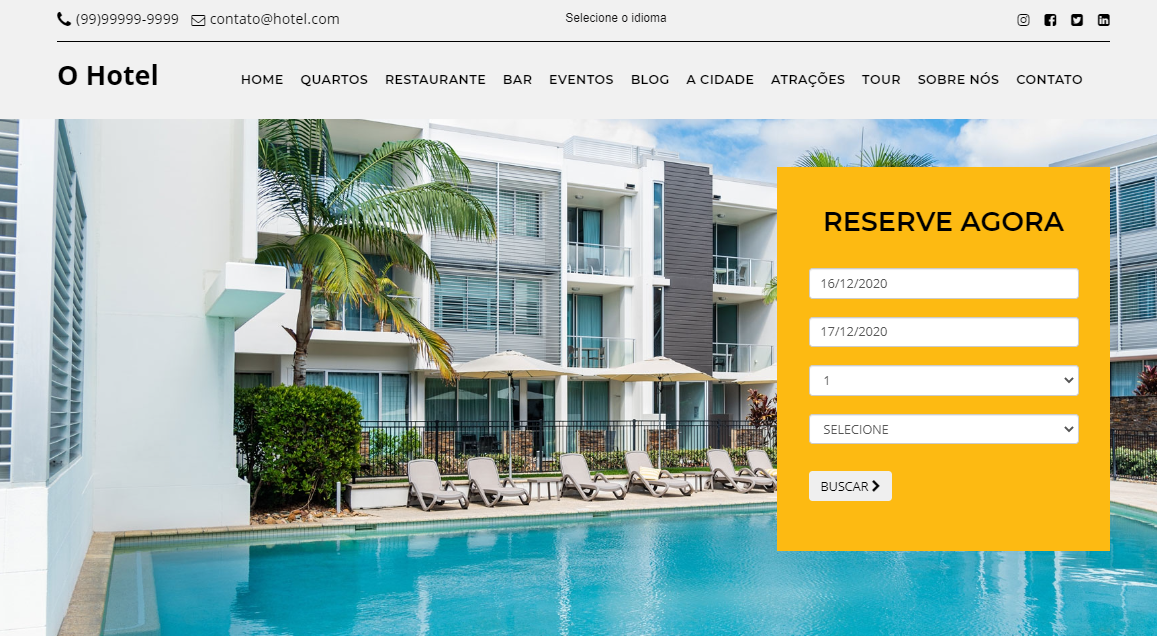 (99)99999-9999 contato@hotel.com Selecione o idioma
O Hotel HOME QUARTOS RESTAURANTE BAR EVENTOS BLOG A CIDADE ATRAÇÕES TOUR SOBRE NÓS CONTATO
RESERVE AGORA
16/12/2020
17/12/2020
1
SELECIONE
BUSCAR